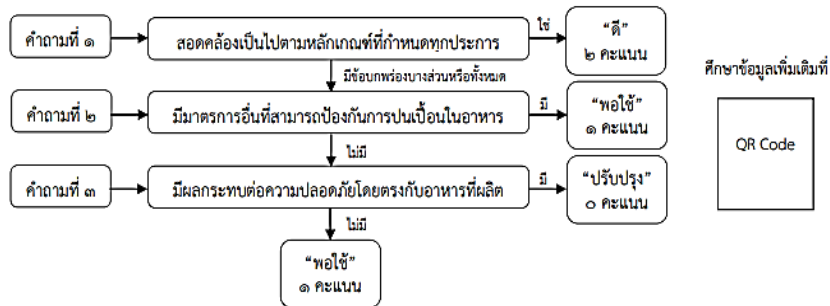 คำถามที่ ๑
สอดคล้องเป็นไปตามหลักเกณฑ์ที่กำหนดทุกประการ
ใช่
“ดี”
๒ คะแนน
มีข้อบกพร่องบางส่วนหรือทั้งหมด
คำถามที่ ๒
มีมาตรการอื่นที่สามารถป้องกันการปนเปื้อนในอาหาร
มี
“พอใช้”
๑ คะแนน
ไม่มี
คำถามที่ ๓
มีผลกระทบต่อความปลอดภัยโดยตรงกับอาหารที่ผลิต
มี
“ปรับปรุง”
๐ คะแนน
ไม่มี
“พอใช้”
๑ คะแนน
ศึกษาข้อมูลเพิ่มเติมที่
QR Code